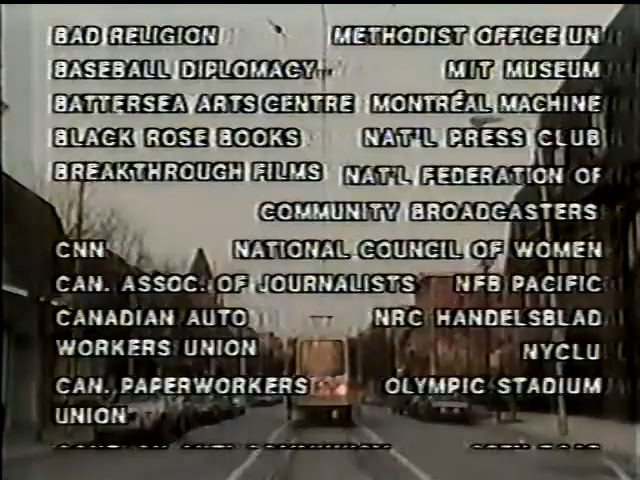 BAD RELIGION
BASEBALL DIPLOMACY
BATTERSEA ARTS CENTRE
BLACK ROSE BOOKS
BREAKTHROUGH FILMS
CNN
CAN. ASSOC. OF JOURNALISTS
CANADIAN AUTO
WORKERS UNION
CAN. PAPERWORKERS
UNION
METHODIST OFFICE UN
MIT MUSEUM
MONTRÉAL MACHINE
NAT'L PRESS CLUB
NAT'L FEDERATION OF
COMMUNITY BROADCASTERS
NATIONAL COUNCIL OF WOMEN
NFB PACIFIC
NRC HANDELSBLAD
NYCLU
OLYMPIC STADIUM